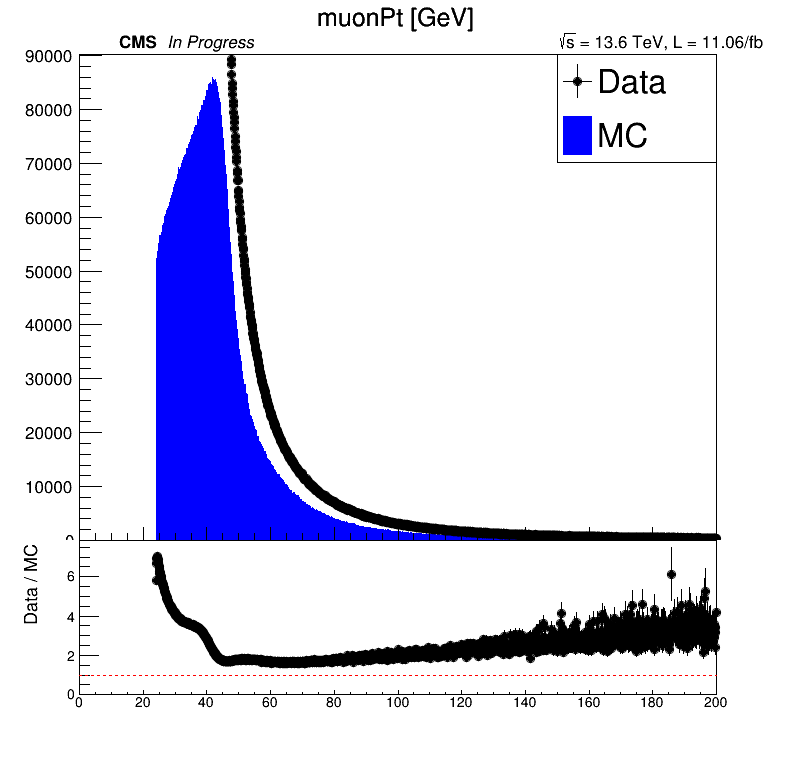 muonPt [GeV]
CMS In Progress
√s = 13.6 TeV, L = 11.06/fb
90000
80000
70000
60000
50000
40000
30000
20000
10000
0
Data
MC
Data / MC
6
4
2
0
0 20 40 60 80 100 120 140 160 180 200